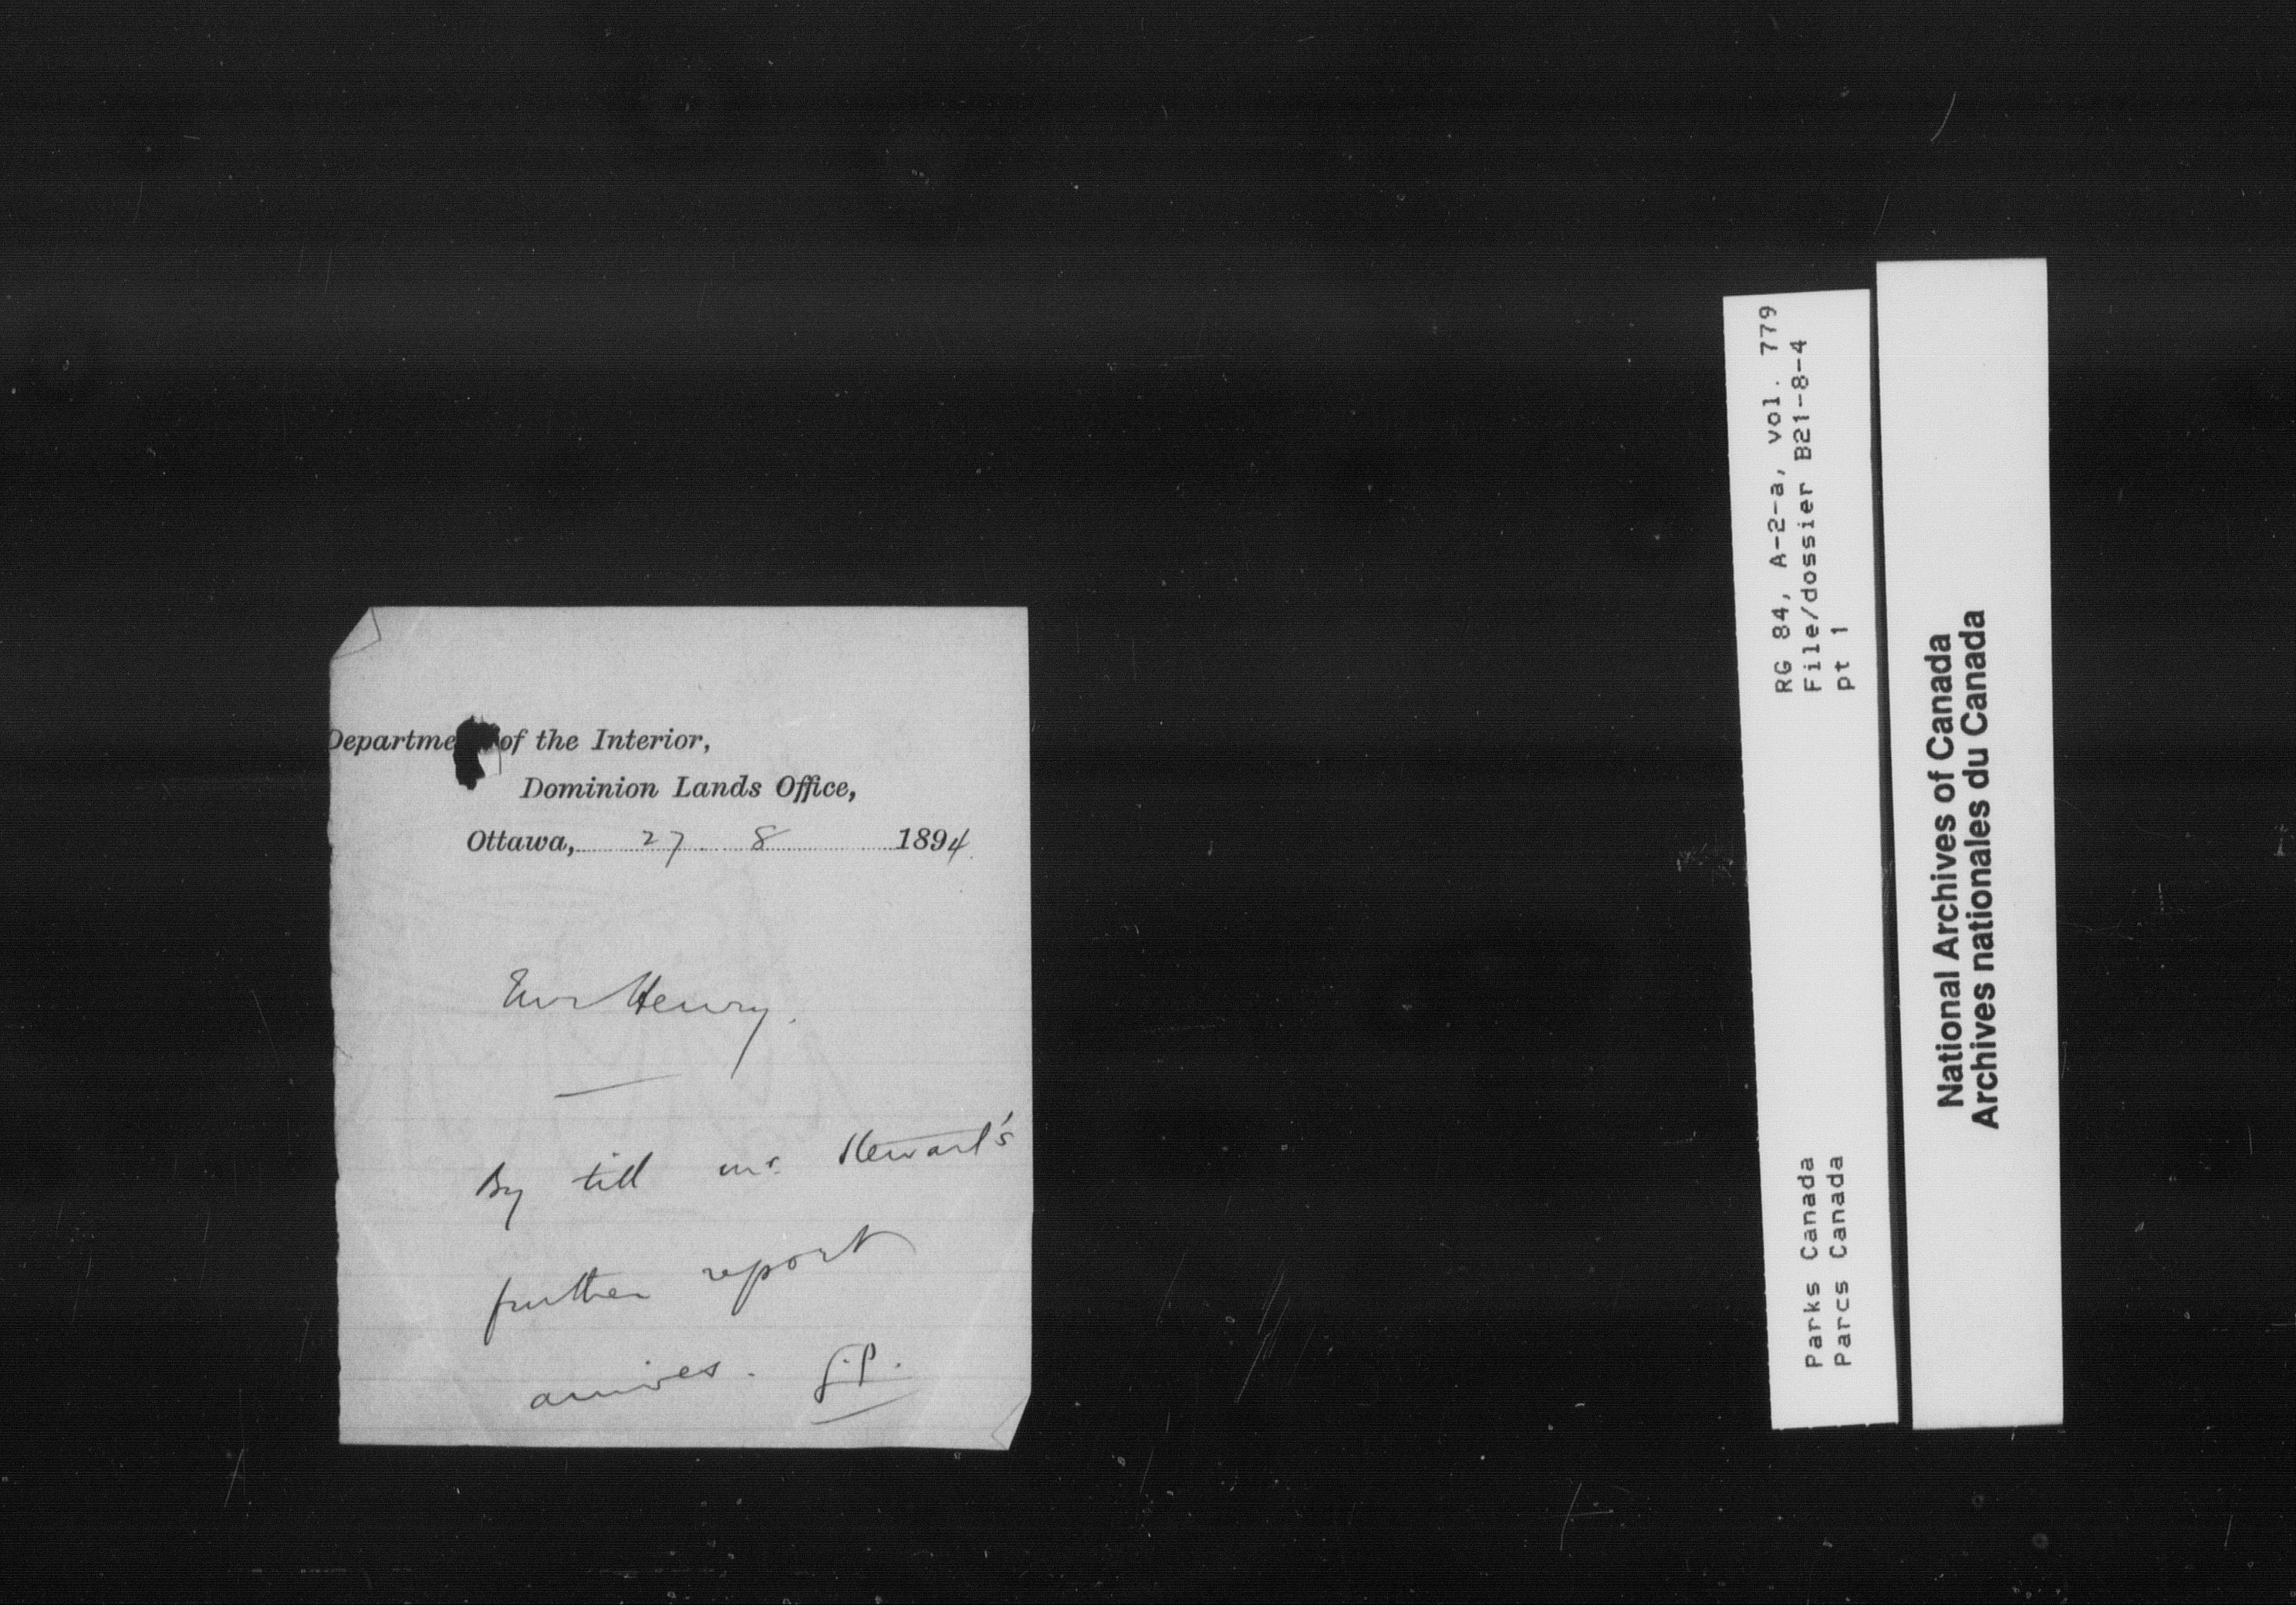 Departme of the Interior,
Dominion Lands Office,
Ottawa, 27. 8 1894.
Henry.
By till Mr. Stewart's
further report
arrives. G.P.
RG 84, A-2-a, vol. 779
File/dossier B21-8-4
pt 1
Parks Canada
Parcs Canada
National Archives of Canada
Archives nationales du Canada